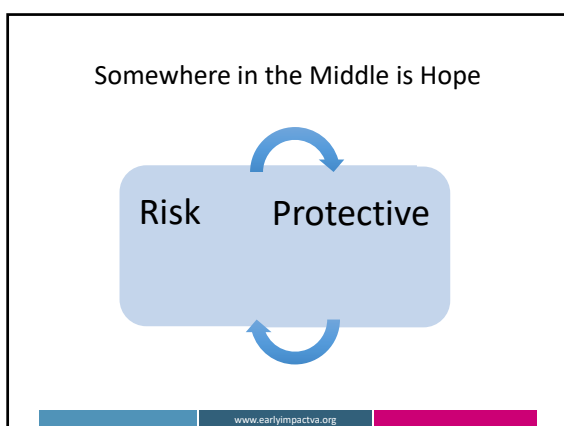 Somewhere in the Middle is Hope
Risk Protective
www.earlyimpactva.org